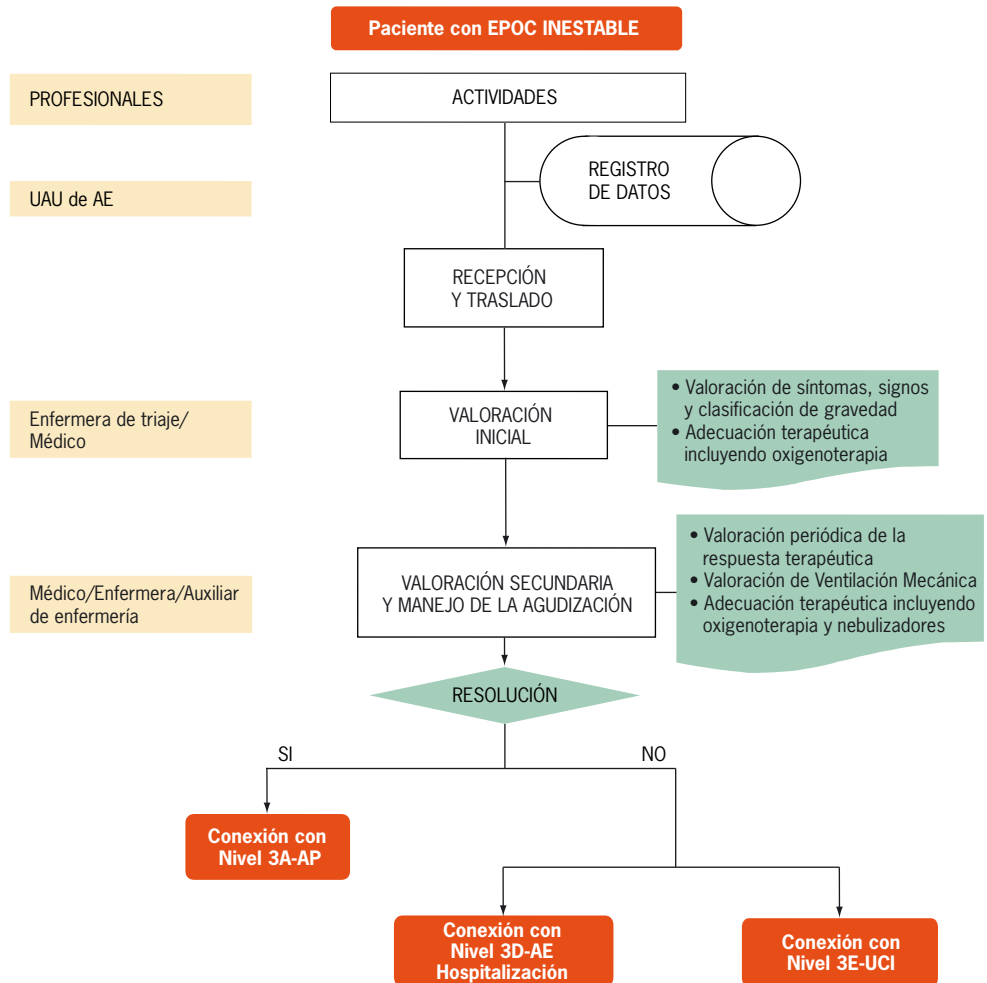 Paciente con EPOC INESTABLE
PROFESIONALES
ACTIVIDADES
UAU de AE
REGISTRO
DE DATOS
RECEPCIÓN
Y TRASLADO
Enfermera de triaje/
Médico
VALORACIÓN
INICIAL
• Valoración de síntomas, signos
y clasificación de gravedad
• Adecuación terapéutica
incluyendo oxigenoterapia
Médico/Enfermera/Auxiliar
de enfermería
VALORACIÓN SECUNDARIA
Y MANEJO DE LA AGUDIZACIÓN
• Valoración periódica de la
respuesta terapéutica
• Valoración de Ventilación Mecánica
• Adecuación terapéutica incluyendo
oxigenoterapia y nebulizadores
RESOLUCIÓN
SI
NO
Conexión con
Nivel 3A-AP
Conexión con
Nivel 3D-AE
Hospitalización
Conexión con
Nivel 3E-UCI